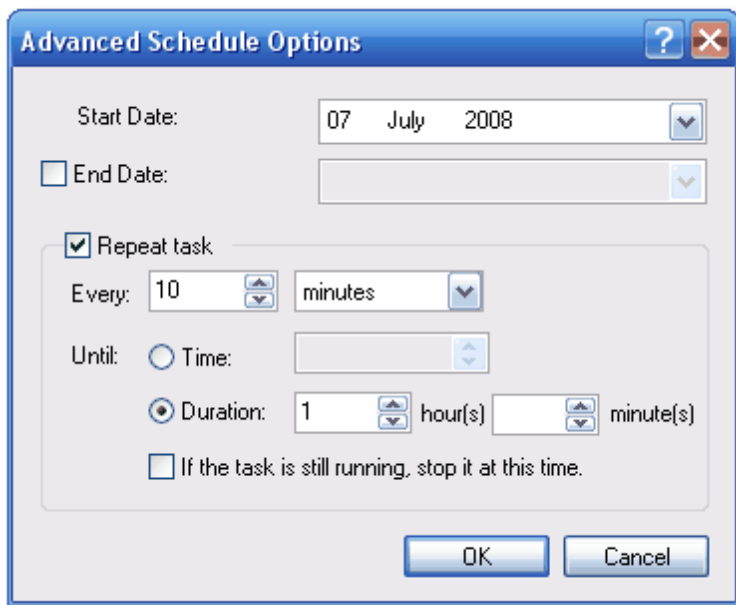 Advanced Schedule Options
Start Date: 07 July 2008
End Date:
Repeat task
Every: 10 minutes
Until: Time:
Duration: 1 hour(s) minute(s)
If the task is still running, stop it at this time.
OK Cancel